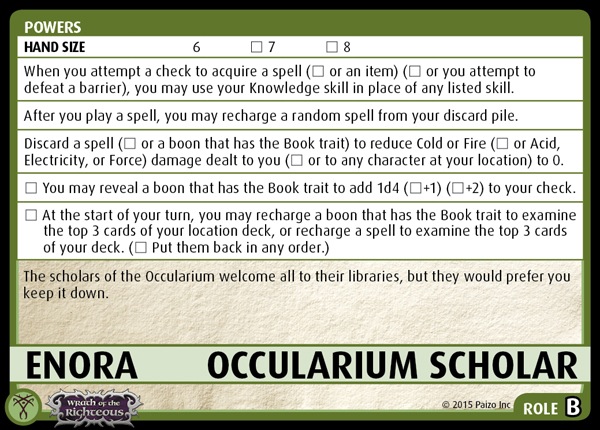 POWERS
HAND SIZE 6 □ 7 □ 8
When you attempt a check to acquire a spell (□ or an item) (□ or you attempt to
defeat a barrier), you may use your Knowledge skill in place of any listed skill.
After you play a spell, you may recharge a random spell from your discard pile.
Discard a spell (□ or a boon that has the Book trait) to reduce Cold or Fire (□ or Acid,
Electricity, or Force) damage dealt to you (□ or to any character at your location) to 0.
□ You may reveal a boon that has the Book trait to add 1d4 (□+1) (□+2) to your check.
□ At the start of your turn, you may recharge a boon that has the Book trait to examine
the top 3 cards of your location deck, or recharge a spell to examine the top 3 cards
of your deck. (□ Put them back in any order.)
The scholars of the Occularium welcome all to their libraries, but they would prefer you
keep it down.
ENORA OCCULARIUM SCHOLAR
Wrath of the
Righteous
© 2015 Paizo Inc
ROLE B